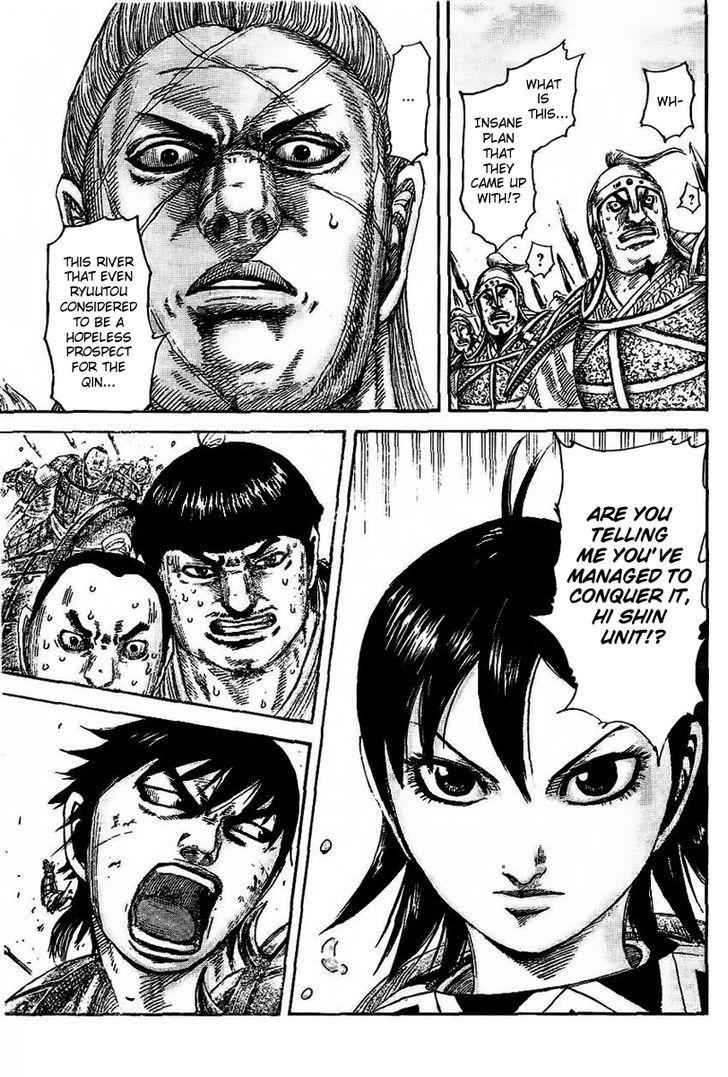 WH-
WHAT
IS
THIS...
INSANE
PLAN
THAT
THEY
CAME UP
WITH!?
?
?
...
THIS RIVER
THAT EVEN
RYUUTOU
CONSIDERED
TO BE A
HOPELESS
PROSPECT
FOR THE
QIN...
ARE YOU
TELLING
ME YOU'VE
MANAGED TO
CONQUER IT,
HI SHIN
UNIT!?